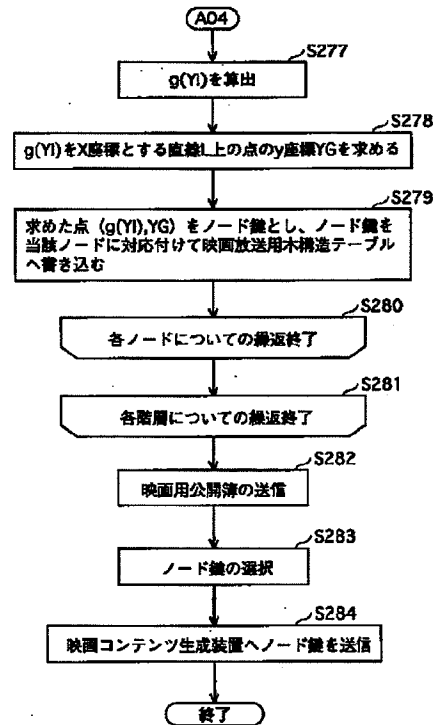 A04
S277
g(YI)を算出
S278
g(YI)をX座標とする直線L上の点のy座標YGを求める
S279
求めた点 (g(YI),YG) をノード鍵とし、ノード鍵を
当該ノードに対応付けて映画放送用木構造テーブル
へ書き込む
S280
各ノードについての繰返終了
S281
各階層についての繰返終了
S282
映画用公開簿の送信
S283
ノード鍵の選択
S284
映画コンテンツ生成装置へノード鍵を送信
終了